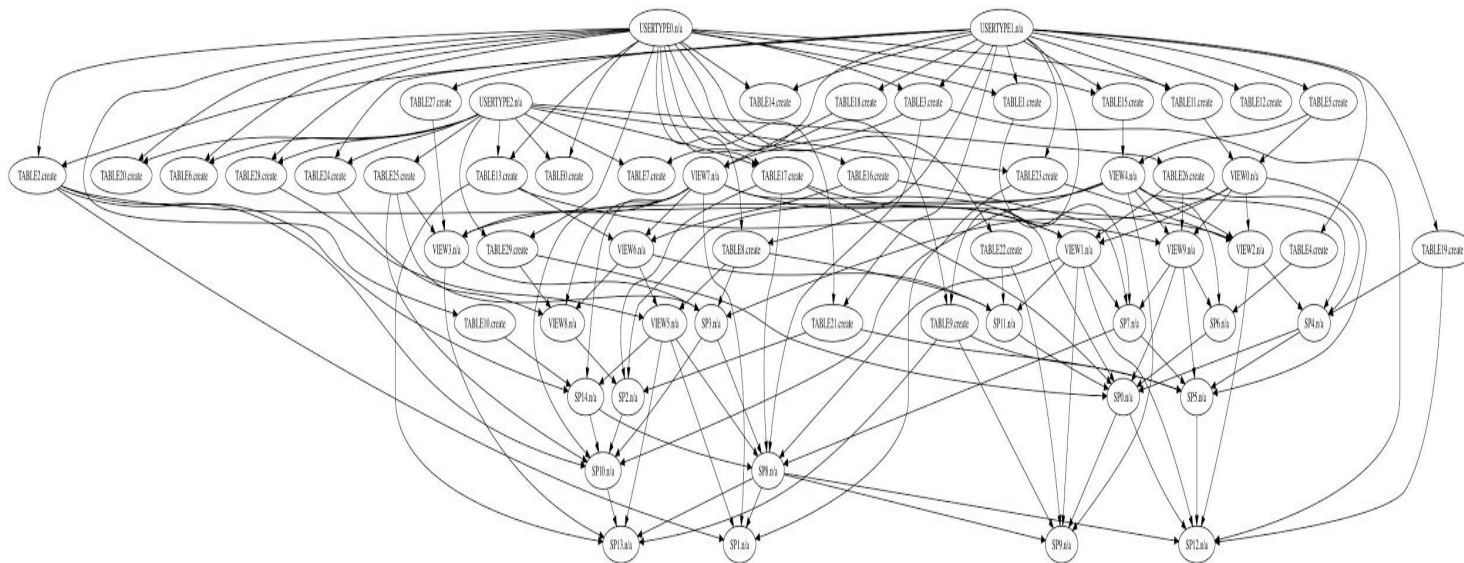 USERTYPE0.n/a
USERTYPE1.n/a
TABLE27.create
USERTYPE2.n/a
TABLE14.create
TABLE18.create
TABLE3.create
TABLE1.create
TABLE15.create
TABLE11.create
TABLE12.create
TABLE5.create
TABLE2.create
TABLE20.create
TABLE6.create
TABLE28.create
TABLE24.create
TABLE25.create
TABLE13.create
TABLE0.create
TABLE7.create
VIEW7.n/a
TABLE17.create
TABLE16.create
TABLE23.create
VIEW4.n/a
TABLE26.create
VIEW0.n/a
VIEW3.n/a
TABLE29.create
VIEW6.n/a
TABLE8.create
TABLE22.create
VIEW1.n/a
VIEW9.n/a
VIEW2.n/a
TABLE4.create
TABLE19.create
TABLE10.create
VIEW8.n/a
VIEW5.n/a
SP3.n/a
TABLE21.create
TABLE9.create
SP11.n/a
SP7.n/a
SP6.n/a
SP4.n/a
SP14.n/a
SP2.n/a
SP0.n/a
SP5.n/a
SP10.n/a
SP8.n/a
SP13.n/a
SP1.n/a
SP9.n/a
SP12.n/a